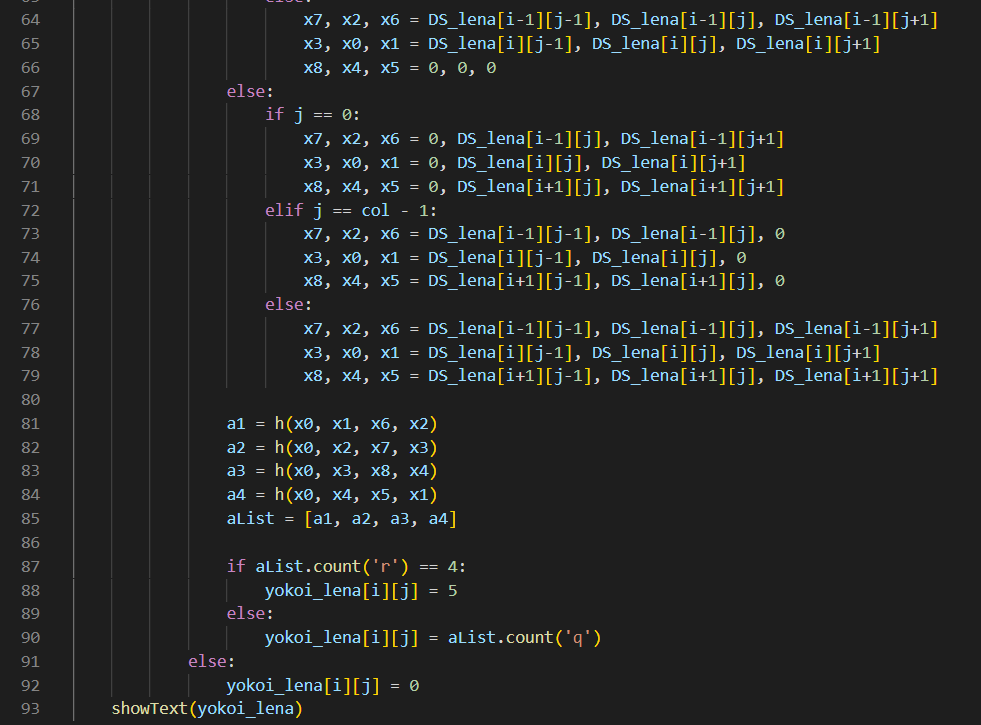 64 x7, x2, x6 = DS_lena[i-1][j-1], DS_lena[i-1][j], DS_lena[i-1][j+1]
65 x3, x0, x1 = DS_lena[i][j-1], DS_lena[i][j], DS_lena[i][j+1]
66 x8, x4, x5 = 0, 0, 0
67 else:
68 if j == 0:
69 x7, x2, x6 = 0, DS_lena[i-1][j], DS_lena[i-1][j+1]
70 x3, x0, x1 = 0, DS_lena[i][j], DS_lena[i][j+1]
71 x8, x4, x5 = 0, DS_lena[i+1][j], DS_lena[i+1][j+1]
72 elif j == col - 1:
73 x7, x2, x6 = DS_lena[i-1][j-1], DS_lena[i-1][j], 0
74 x3, x0, x1 = DS_lena[i][j-1], DS_lena[i][j], 0
75 x8, x4, x5 = DS_lena[i+1][j-1], DS_lena[i+1][j], 0
76 else:
77 x7, x2, x6 = DS_lena[i-1][j-1], DS_lena[i-1][j], DS_lena[i-1][j+1]
78 x3, x0, x1 = DS_lena[i][j-1], DS_lena[i][j], DS_lena[i][j+1]
79 x8, x4, x5 = DS_lena[i+1][j-1], DS_lena[i+1][j], DS_lena[i+1][j+1]
80
81 a1 = h(x0, x1, x6, x2)
82 a2 = h(x0, x2, x7, x3)
83 a3 = h(x0, x3, x8, x4)
84 a4 = h(x0, x4, x5, x1)
85 aList = [a1, a2, a3, a4]
86
87 if aList.count('r') == 4:
88 yokoi_lena[i][j] = 5
89 else:
90 yokoi_lena[i][j] = aList.count('q')
91 else:
92 yokoi_lena[i][j] = 0
93 showText(yokoi_lena)